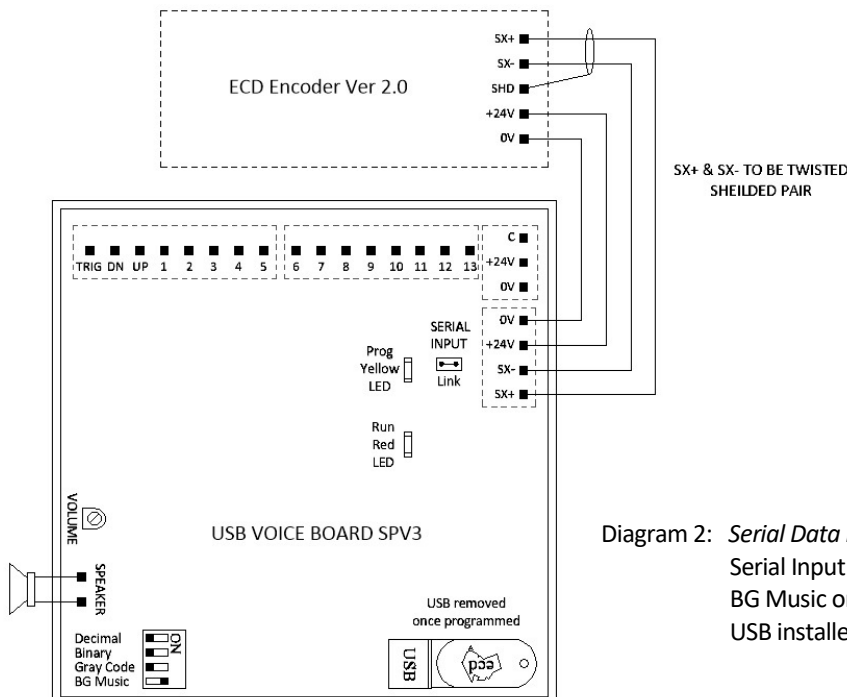 SX+
SX-
SHD
+24V
0V
ECD Encoder Ver 2.0
SX+ & SX- TO BE TWISTED
SHEILDED PAIR
TRIG DN UP 1 2 3 4 5 6 7 8 9 10 11 12 13
C
+24V
0V
0V
+24V
SX-
SX+
SERIAL
INPUT
Link
Prog
Yellow
LED
Run
Red
LED
VOLUME
USB VOICE BOARD SPV3
SPEAKER
Diagram 2: Serial Data
Serial Input
BG Music o
USB installe
USB removed
once programmed
Decimal
Binary
Gray Code
BG Music
ON
USB
ecd